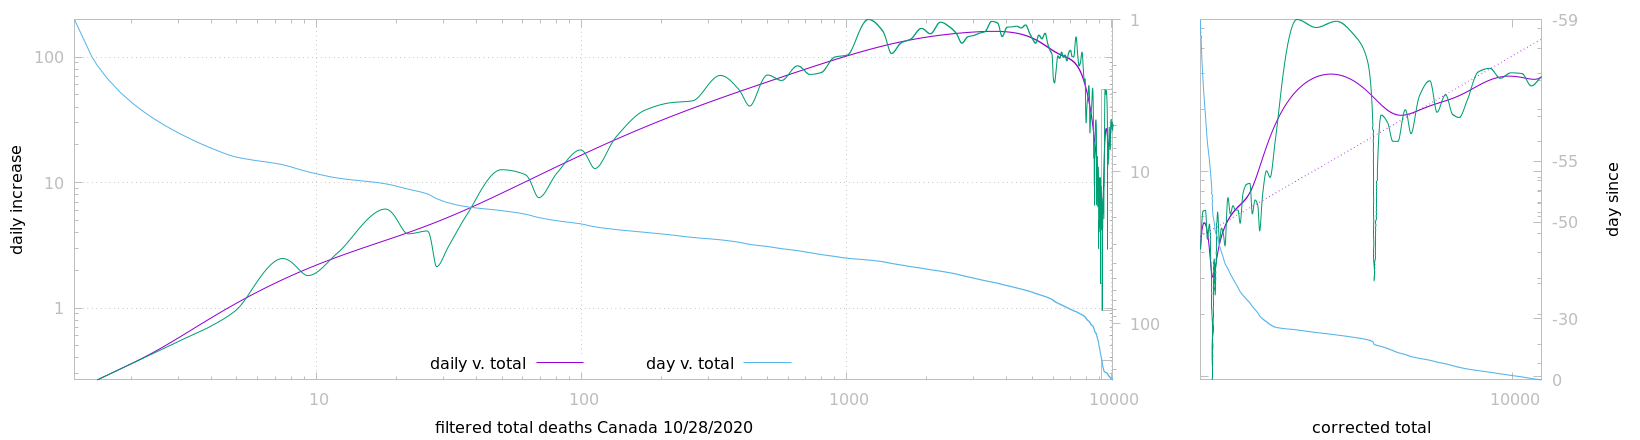 1
-59
100
10
-55
10
-50
daily increase
day since
1
-30
100
daily v. total
day v. total
0
10
100
1000
10000
10000
filtered total deaths Canada 10/28/2020
corrected total